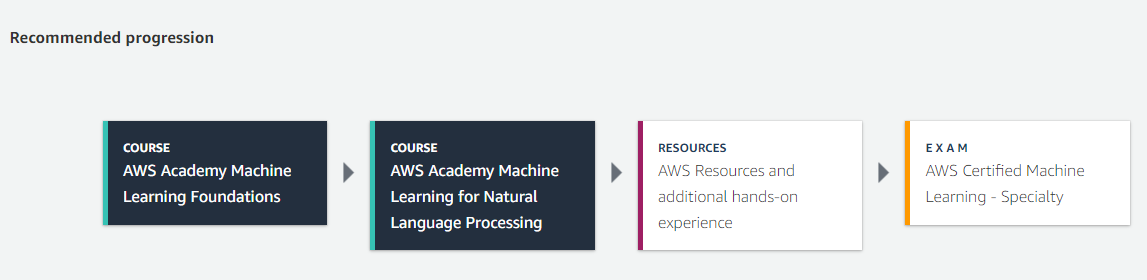 Recommended progression
COURSE
AWS Academy Machine
Learning Foundations
COURSE
AWS Academy Machine
Learning for Natural
Language Processing
RESOURCES
AWS Resources and
additional hands-on
experience
EXAM
AWS Certified Machine
Learning - Specialty